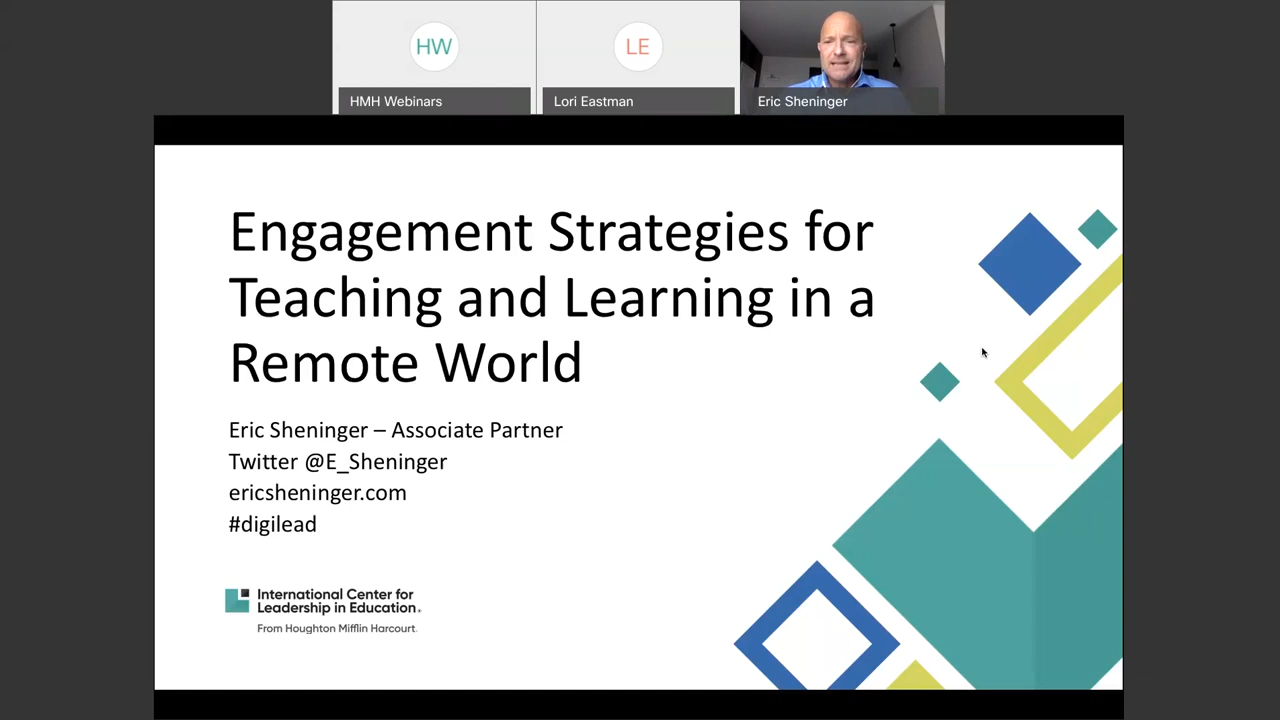 HW
LE
HMH Webinars
Lori Eastman
Eric Sheninger
Engagement Strategies for
Teaching and Learning in a
Remote World
Eric Sheninger – Associate Partner
Twitter @E_Sheninger
ericsheninger.com
#digilead
International Center for
Leadership in Education®
From Houghton Mifflin Harcourt.